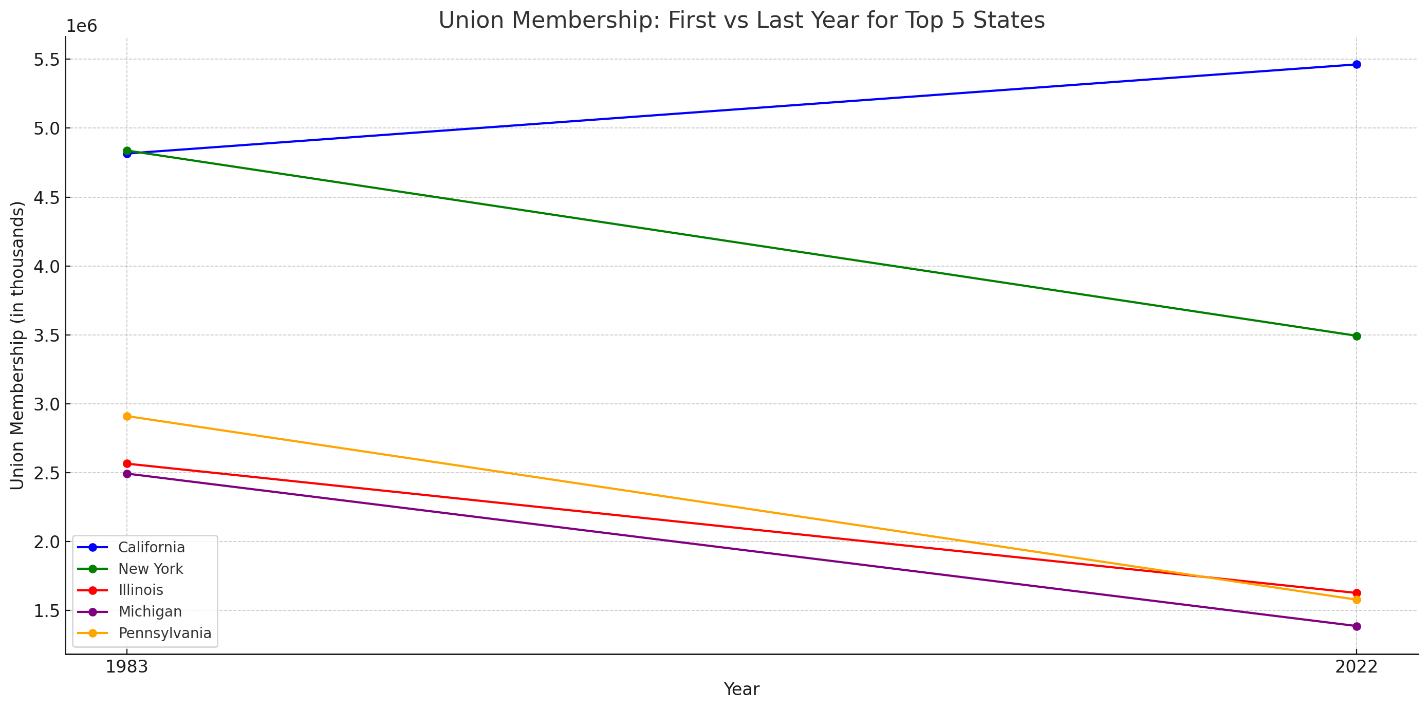 Union Membership: First vs Last Year for Top 5 States
1e6
5.5
5.0
4.5
4.0
3.5
3.0
2.5
2.0
1.5
Union Membership (in thousands)
California
New York
Illinois
Michigan
Pennsylvania
1983
2022
Year